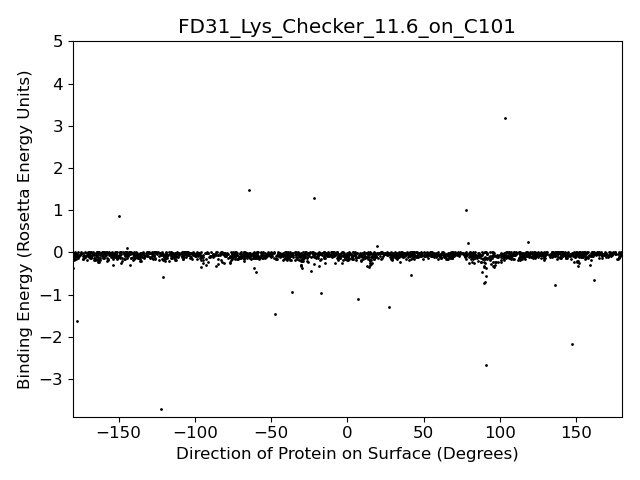 FD31_Lys_Checker_11.6_on_C101
5
4
3
2
1
0
−1
−2
−3
Binding Energy (Rosetta Energy Units)
−150 −100 −50 0 50 100 150
Direction of Protein on Surface (Degrees)